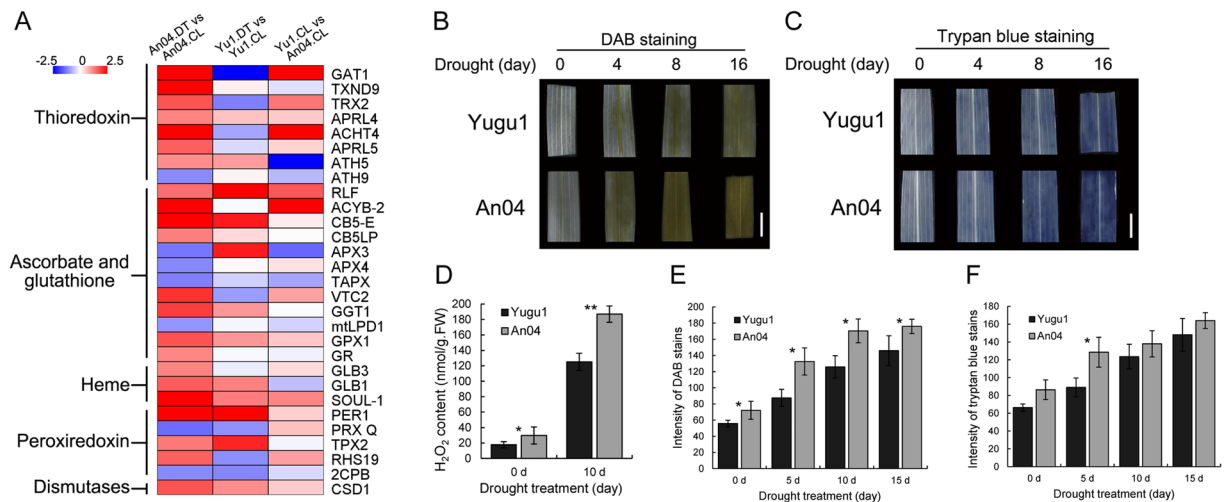 A
An04.DT vs
An04.CL
Yu1.DT vs
Yu1.CL
Yu1.CL vs
An04.CL
-2.5
2.5
Thioredoxin
Ascorbate and
glutathione
Heme
Peroxiredoxin
Dismutases
GAT1
TXND9
TRX2
APRL4
ACHT4
APRL5
ATH5
ATH9
RLF
ACYB-2
CB5-E
CB5LP
APX3
APX4
TAPX
VTC2
GGT1
mtLPD1
GPX1
GR
GLB3
GLB1
SOUL-1
PER1
PRX Q
TPX2
RHS19
2CPB
CSD1
B
DAB staining
Drought (day) 0 4 8 16
Yugu1
An04
C
Trypan blue staining
Drought (day) 0 4 8 16
Yugu1
An04
D
H₂O₂ content (nmol/g.FW)
200
180
160
140
120
100
80
60
40
20
0
Yugu1
An04
*
**
0 d 10 d
Drought treatment (day)
E
Intensity of DAB stains
200
180
160
140
120
100
80
60
40
20
0
Yugu1
An04
*
*
*
*
0 d 5 d 10 d 15 d
Drought treatment (day)
F
Intensity of tryptan blue stains
180
160
140
120
100
80
60
40
20
0
Yugu1
An04
*
0 d 5 d 10 d 15 d
Drought treatment (day)